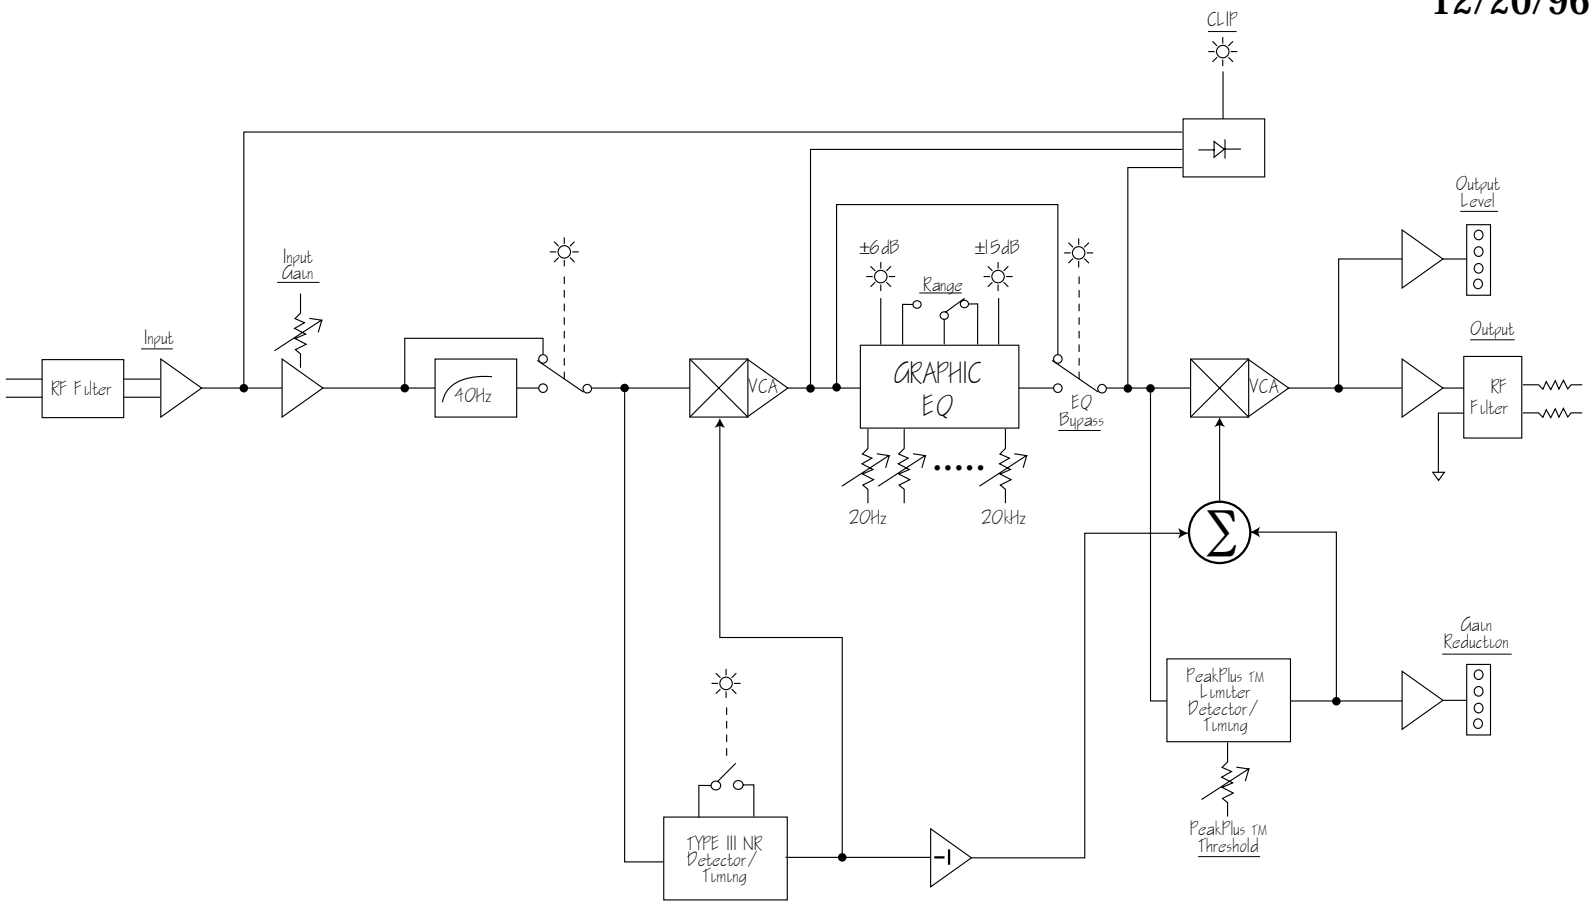 12/20/96
CLIP
Output
Level
±6dB
±15dB
Input
Gain
Range
Input
Output
RF Filter
40Hz
VCA
GRAPHIC
EQ
EQ
Bypass
VCA
RF
Filter
20Hz
20kHz
Σ
Gain
Reduction
PeakPlus TM
Limiter
Detector/
Timing
PeakPlus TM
Threshold
TYPE III NR
Detector/
Timing
-1